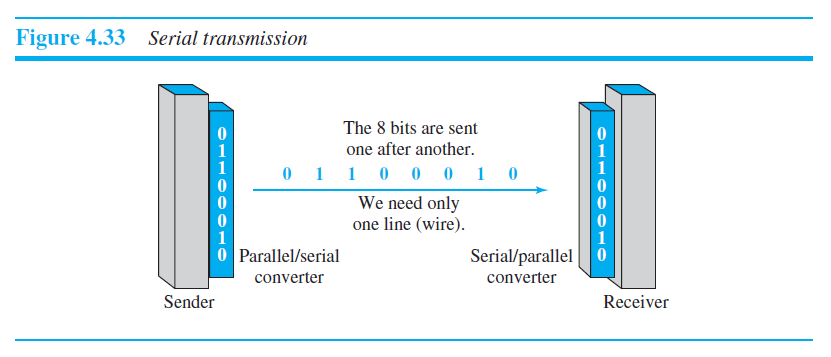 Figure 4.33 Serial transmission
The 8 bits are sent
one after another.
0 1 1 0 0 0 1 0
We need only
one line (wire).
0
1
1
0
0
0
1
0
Parallel/serial
converter
Sender
0
1
1
0
0
0
1
0
Serial/parallel
converter
Receiver